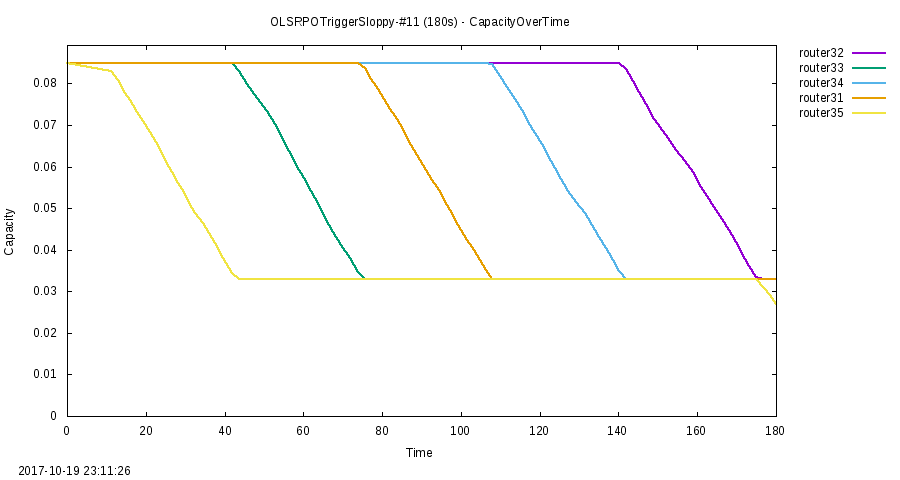 OLSRPOTriggerSloppy-#11 (180s) - CapacityOverTime
router32
router33
router34
router31
router35
0.08
0.07
0.06
0.05
0.04
0.03
0.02
0.01
0
Capacity
0 20 40 60 80 100 120 140 160 180
Time
2017-10-19 23:11:26